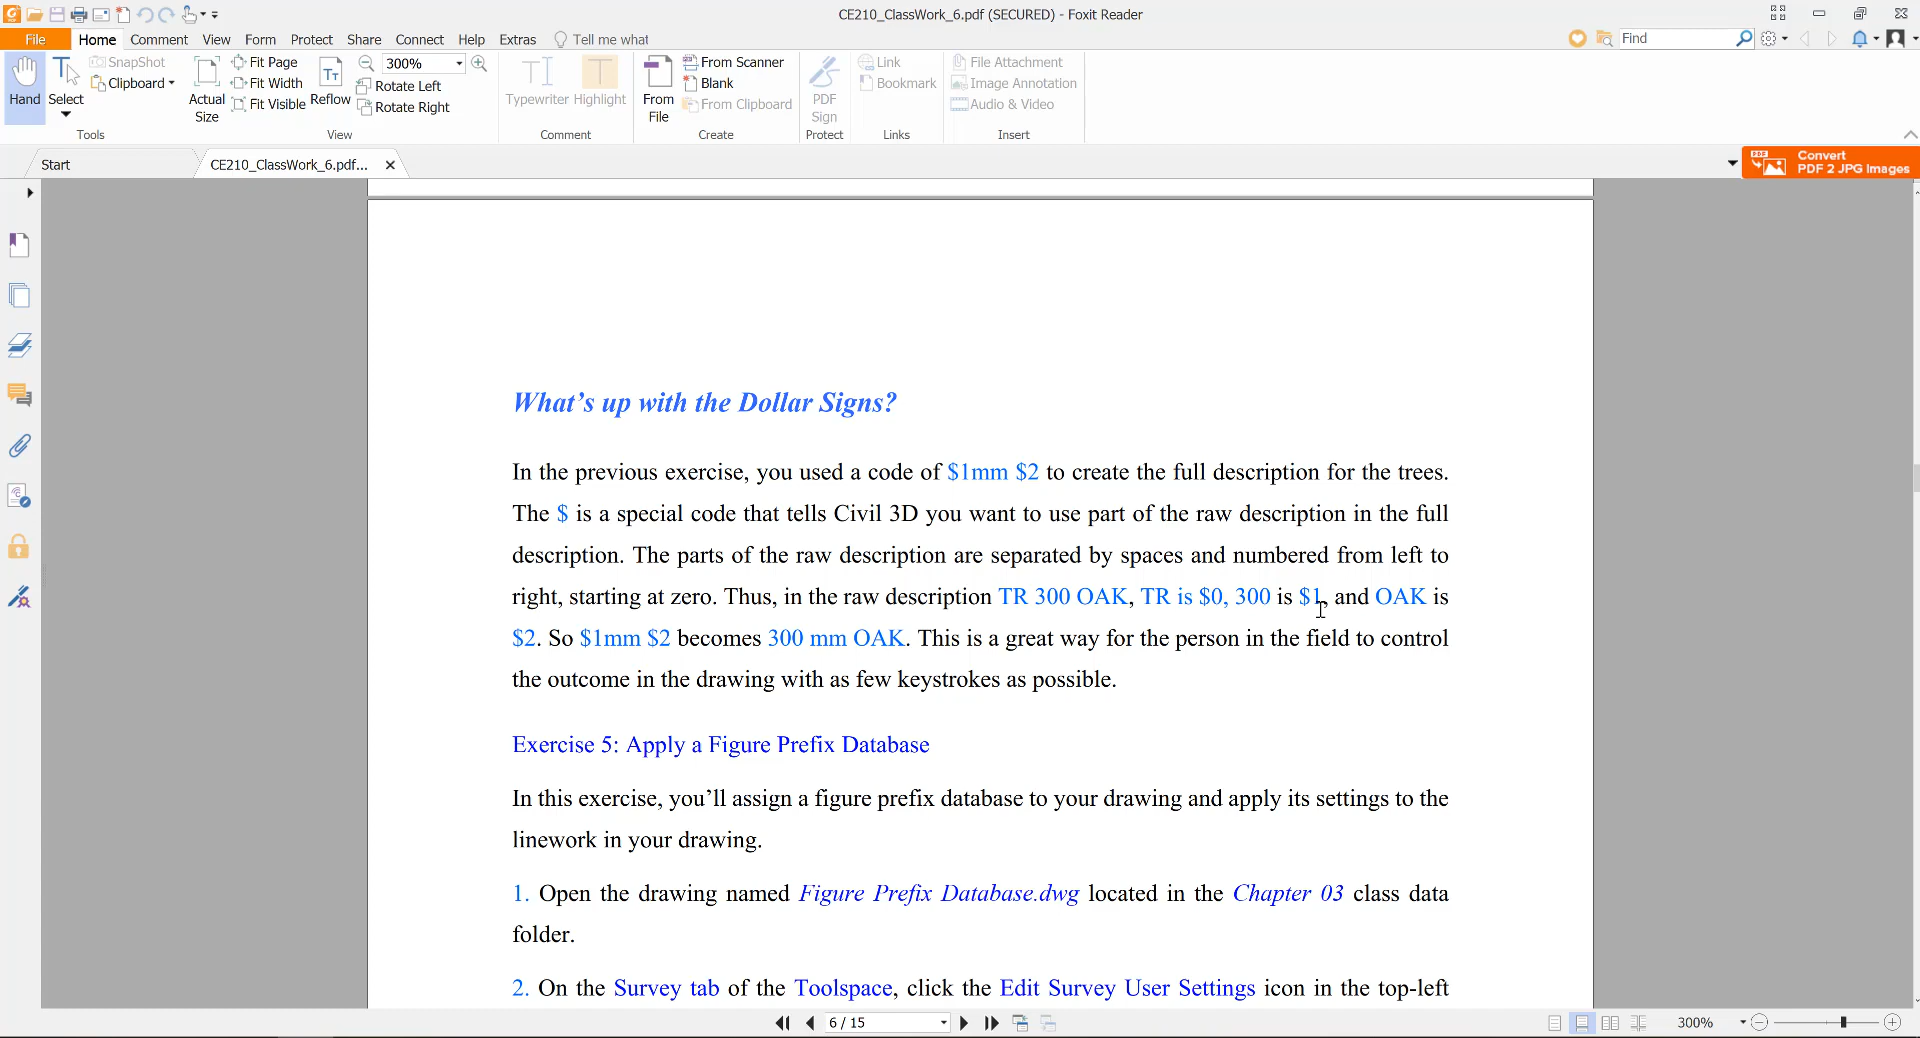 CE210_ClassWork_6.pdf (SECURED) - Foxit Reader
File Home Comment View Form Protect Share Connect Help Extras Tell me what Find
Hand
Select
SnapShot
Clipboard
Tools
Actual Size
Fit Page
Fit Width
Fit Visible
Reflow
300%
Rotate Left
Rotate Right
View
Typewriter
Highlight
Comment
From File
From Scanner
Blank
From Clipboard
Create
PDF Sign
Protect
Link
Bookmark
Links
File Attachment
Image Annotation
Audio & Video
Insert
Start
CE210_ClassWork_6.pdf...
Convert
PDF 2 JPG Images
What's up with the Dollar Signs?
In the previous exercise, you used a code of $1mm $2 to create the full description for the trees.
The $ is a special code that tells Civil 3D you want to use part of the raw description in the full
description. The parts of the raw description are separated by spaces and numbered from left to
right, starting at zero. Thus, in the raw description TR 300 OAK, TR is $0, 300 is $1, and OAK is
$2. So $1mm $2 becomes 300 mm OAK. This is a great way for the person in the field to control
the outcome in the drawing with as few keystrokes as possible.
Exercise 5: Apply a Figure Prefix Database
In this exercise, you'll assign a figure prefix database to your drawing and apply its settings to the
linework in your drawing.
1. Open the drawing named Figure Prefix Database.dwg located in the Chapter 03 class data
folder.
2. On the Survey tab of the Toolspace, click the Edit Survey User Settings icon in the top-left
6 / 15
300%